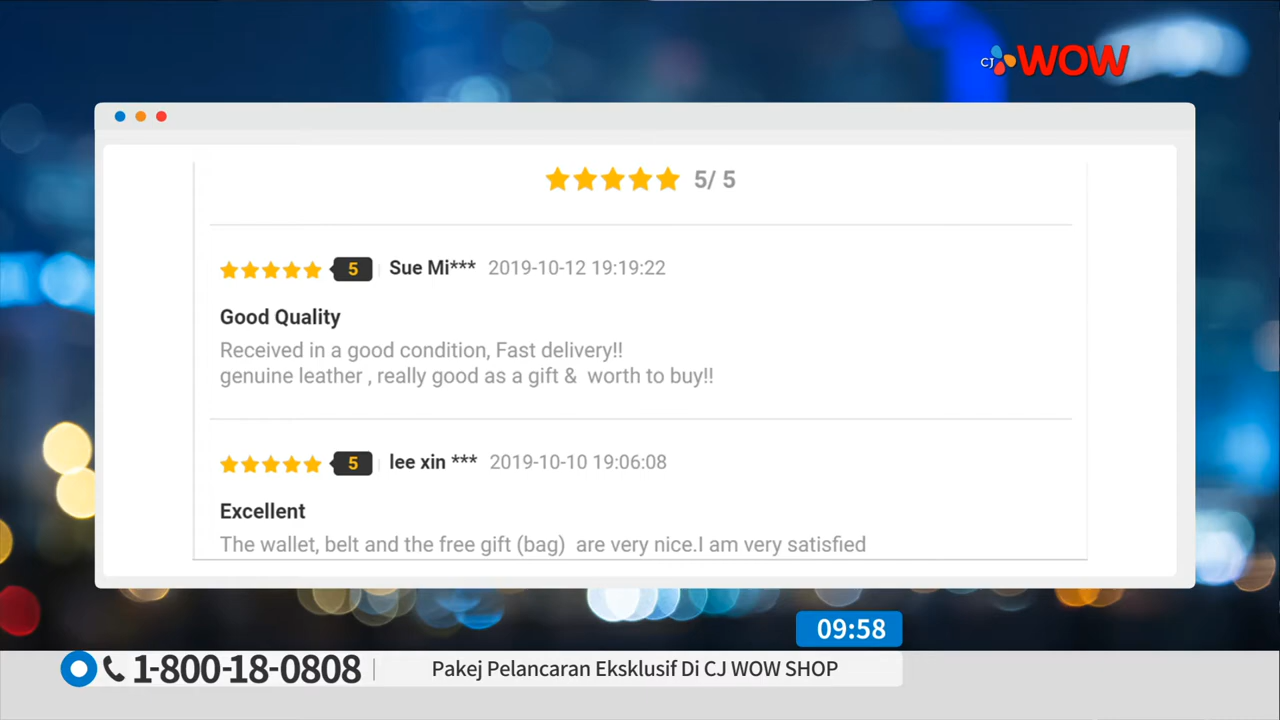 CJ WOW
5/ 5
5 Sue Mi*** 2019-10-12 19:19:22
Good Quality
Received in a good condition, Fast delivery!!
genuine leather , really good as a gift & worth to buy!!
5 lee xin *** 2019-10-10 19:06:08
Excellent
The wallet, belt and the free gift (bag) are very nice.I am very satisfied
09:58
1-800-18-0808 Pakej Pelancaran Eksklusif Di CJ WOW SHOP